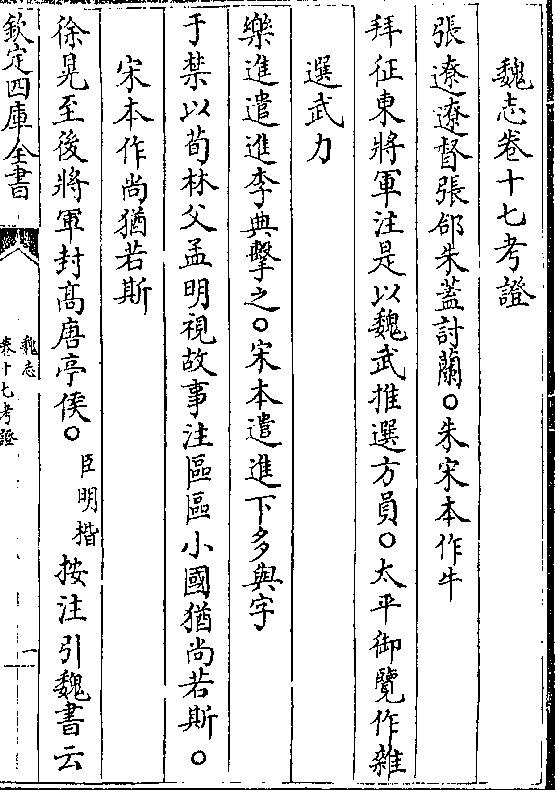 魏志卷十七考證
張遼遼督張郃朱蓋討蘭○朱宋本作牛
拜征東將軍注是以魏武推選方員○太平御覽作雜
選武力
樂進遣進李典擊之○宋本遣進下多與字
于禁以荀林父孟明視故事注區區小國猶尚若斯○
宋本作尚猶若斯
徐晃至後將軍封髙唐亭侯○臣明楷按注引魏書云
欽定四庫全書
魏志
卷十七考證
一